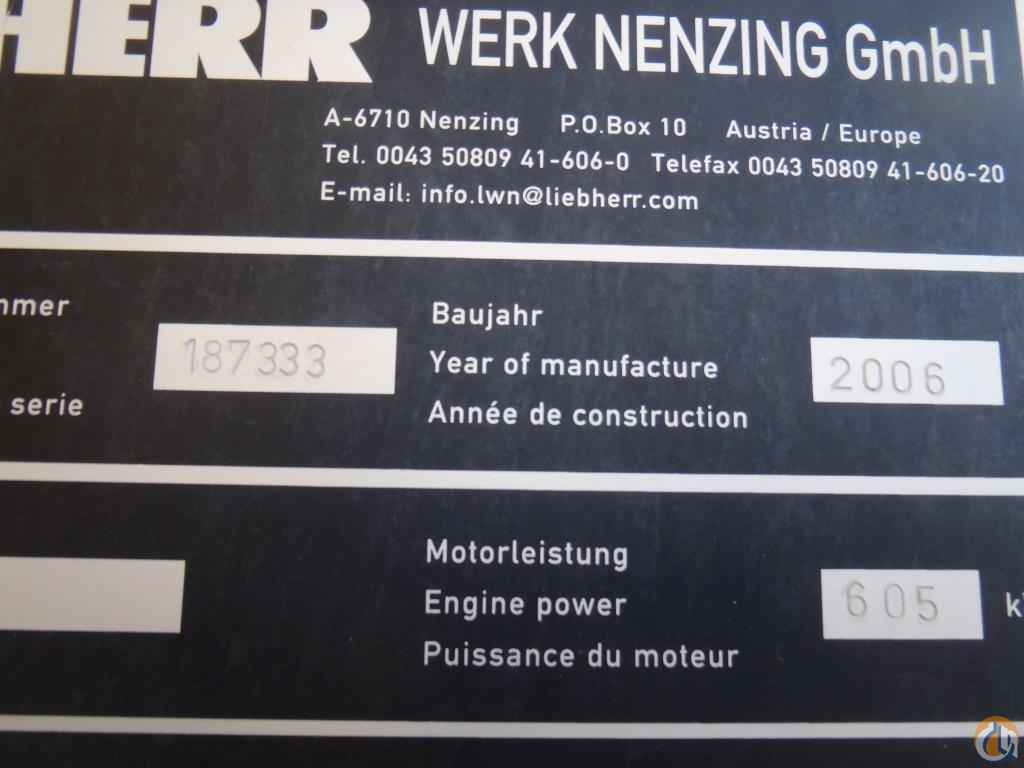 HERR WERK NENZING GmbH
A-6710 Nenzing P.O.Box 10 Austria / Europe
Tel. 0043 50809 41-606-0 Telefax 0043 50809 41-606-20
E-mail: info.lwn@liebherr.com
mmer
serie
187333
Baujahr
Year of manufacture
Année de construction
2006
Motorleistung
Engine power
Puissance du moteur
605 k